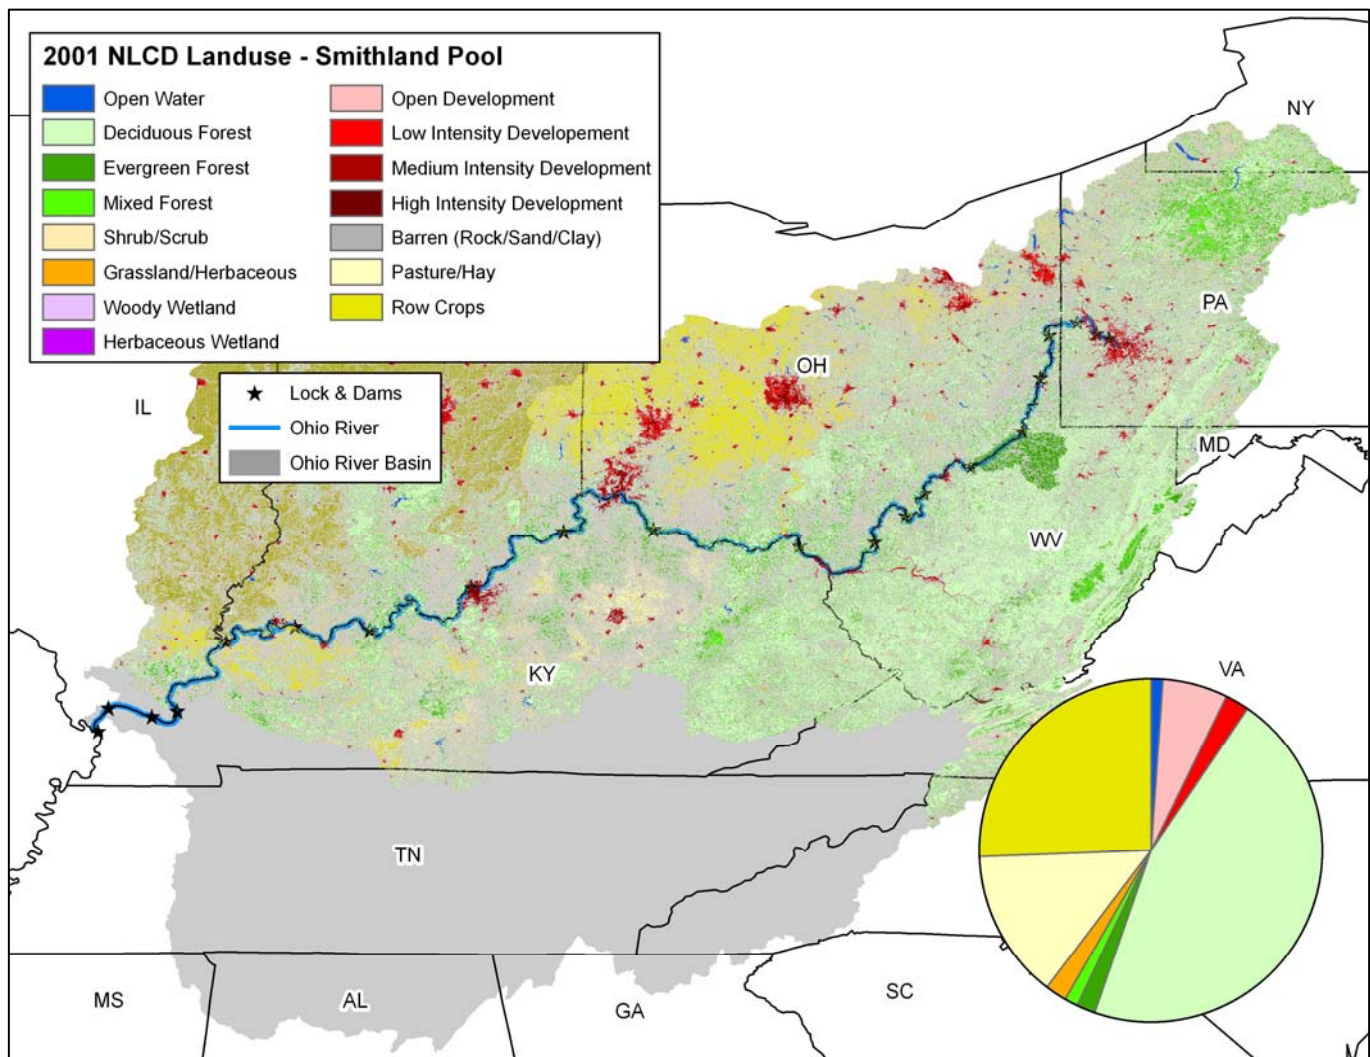 2001 NLCD Landuse - Smithland Pool
Open Water
Deciduous Forest
Evergreen Forest
Mixed Forest
Shrub/Scrub
Grassland/Herbaceous
Woody Wetland
Herbaceous Wetland
Open Development
Low Intensity Developement
Medium Intensity Development
High Intensity Development
Barren (Rock/Sand/Clay)
Pasture/Hay
Row Crops
Lock & Dams
Ohio River
Ohio River Basin
NY
PA
OH
IL
MD
WV
KY
VA
TN
MS
AL
GA
SC